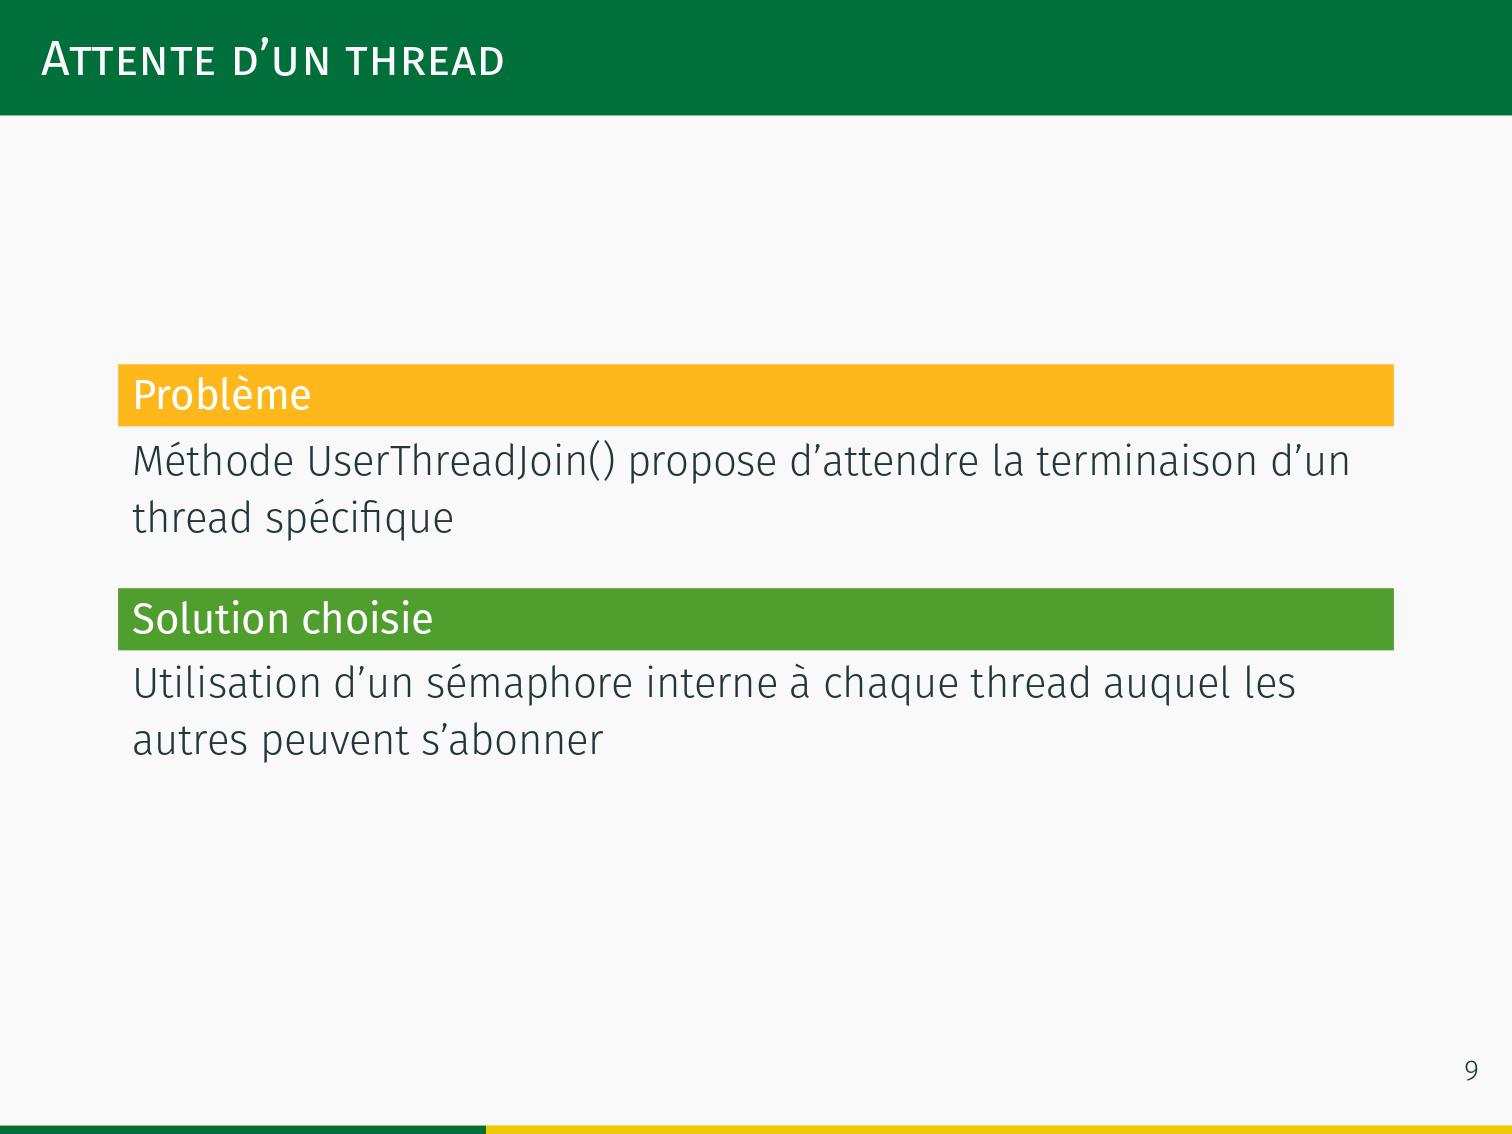 Attente d’un thread
Problème
Méthode UserThreadJoin() propose d’attendre la terminaison d’un
thread spécifique
Solution choisie
Utilisation d’un sémaphore interne à chaque thread auquel les
autres peuvent s’abonner
9